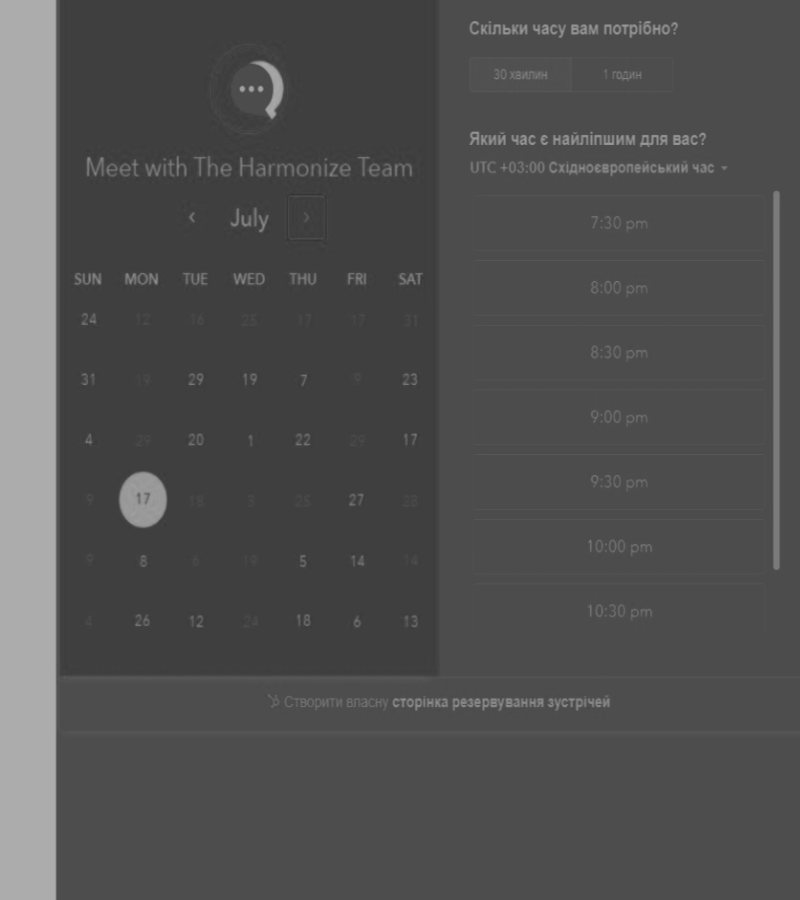 Meet with The Harmonize Team
July
SUN MON TUE WED THU FRI SAT
24 12 16 25 17 17 31
31 19 29 19 7 9 23
4 29 20 1 22 29 17
9 17 18 3 25 27 28
9 8 6 19 5 14 14
4 26 12 24 18 6 13
Скільки часу вам потрібно?
30 хвилин 1 годин
Який час є найліпшим для вас?
UTC +03:00 Східноєвропейський час
7:30 pm
8:00 pm
8:30 pm
9:00 pm
9:30 pm
10:00 pm
10:30 pm
Створити власну сторінка резервування зустрічей